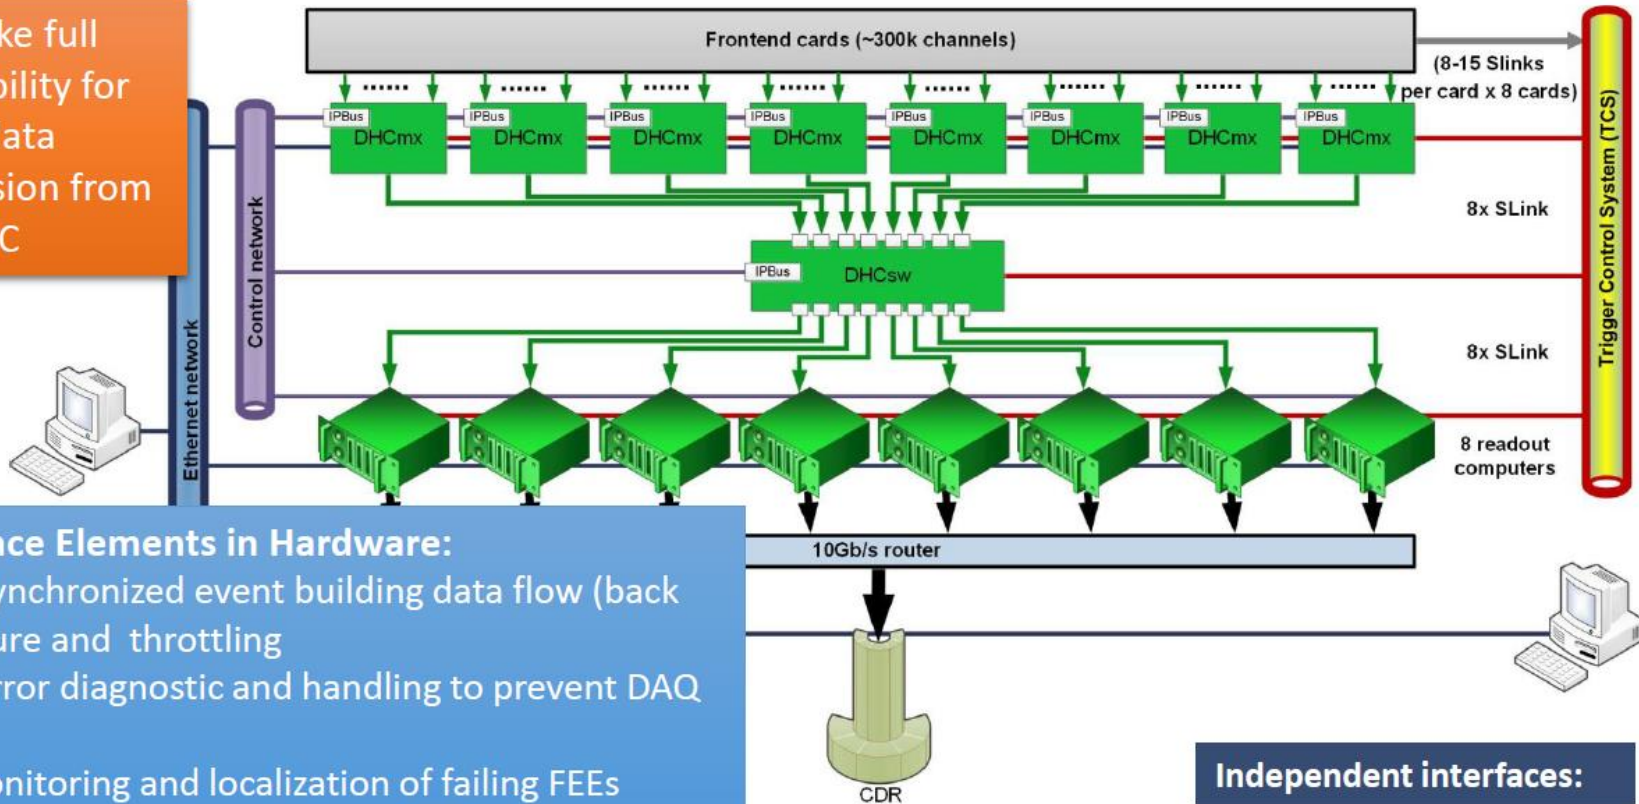 ke full
bility for
ata
sion from
C
Frontend cards (~300k channels)
(8-15 Slinks
per card x 8 cards)
IPBus IPBus IPBus IPBus IPBus IPBus IPBus IPBus
DHCmx DHCmx DHCmx DHCmx DHCmx DHCmx DHCmx DHCmx
8x SLink
IPBus
DHCsw
8x SLink
Control network
Ethernet network
Trigger Control System (TCS)
8 readout
computers
10Gb/s router
CDR
nce Elements in Hardware:
ynchronized event building data flow (back
ure and throttling
rror diagnostic and handling to prevent DAQ
onitoring and localization of failing FEEs
Independent interfaces: